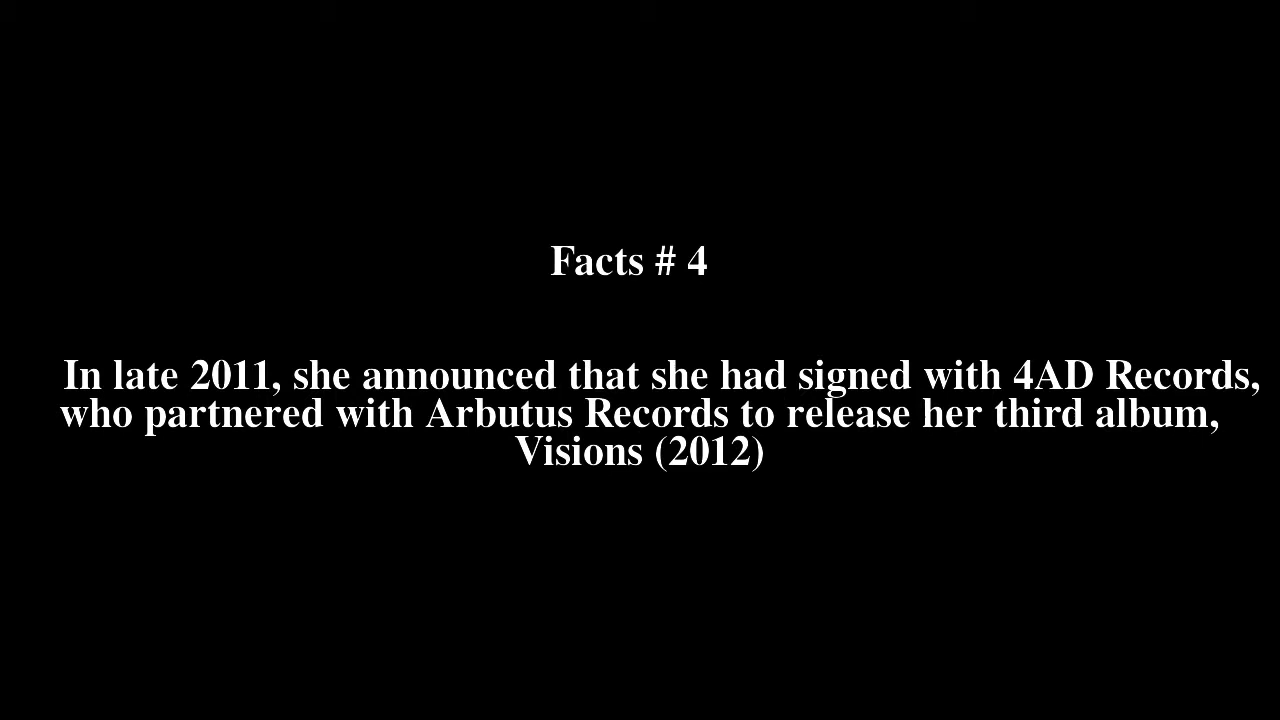 Facts # 4
In late 2011, she announced that she had signed with 4AD Records,
who partnered with Arbutus Records to release her third album,
Visions (2012)